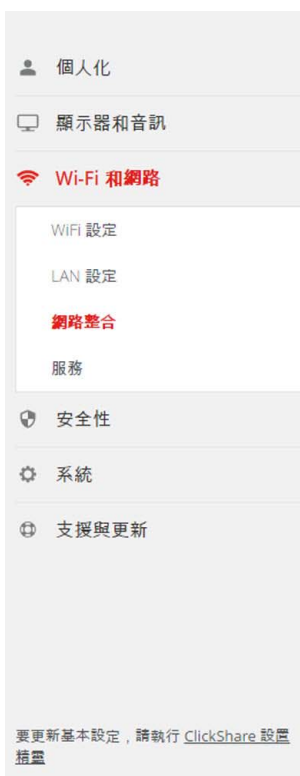 個人化
顯示器和音訊
Wi-Fi 和網路
WiFi 設定
LAN 設定
網路整合
服務
安全性
系統
支援與更新
要更新基本設定，請執行 ClickShare 設置
精靈